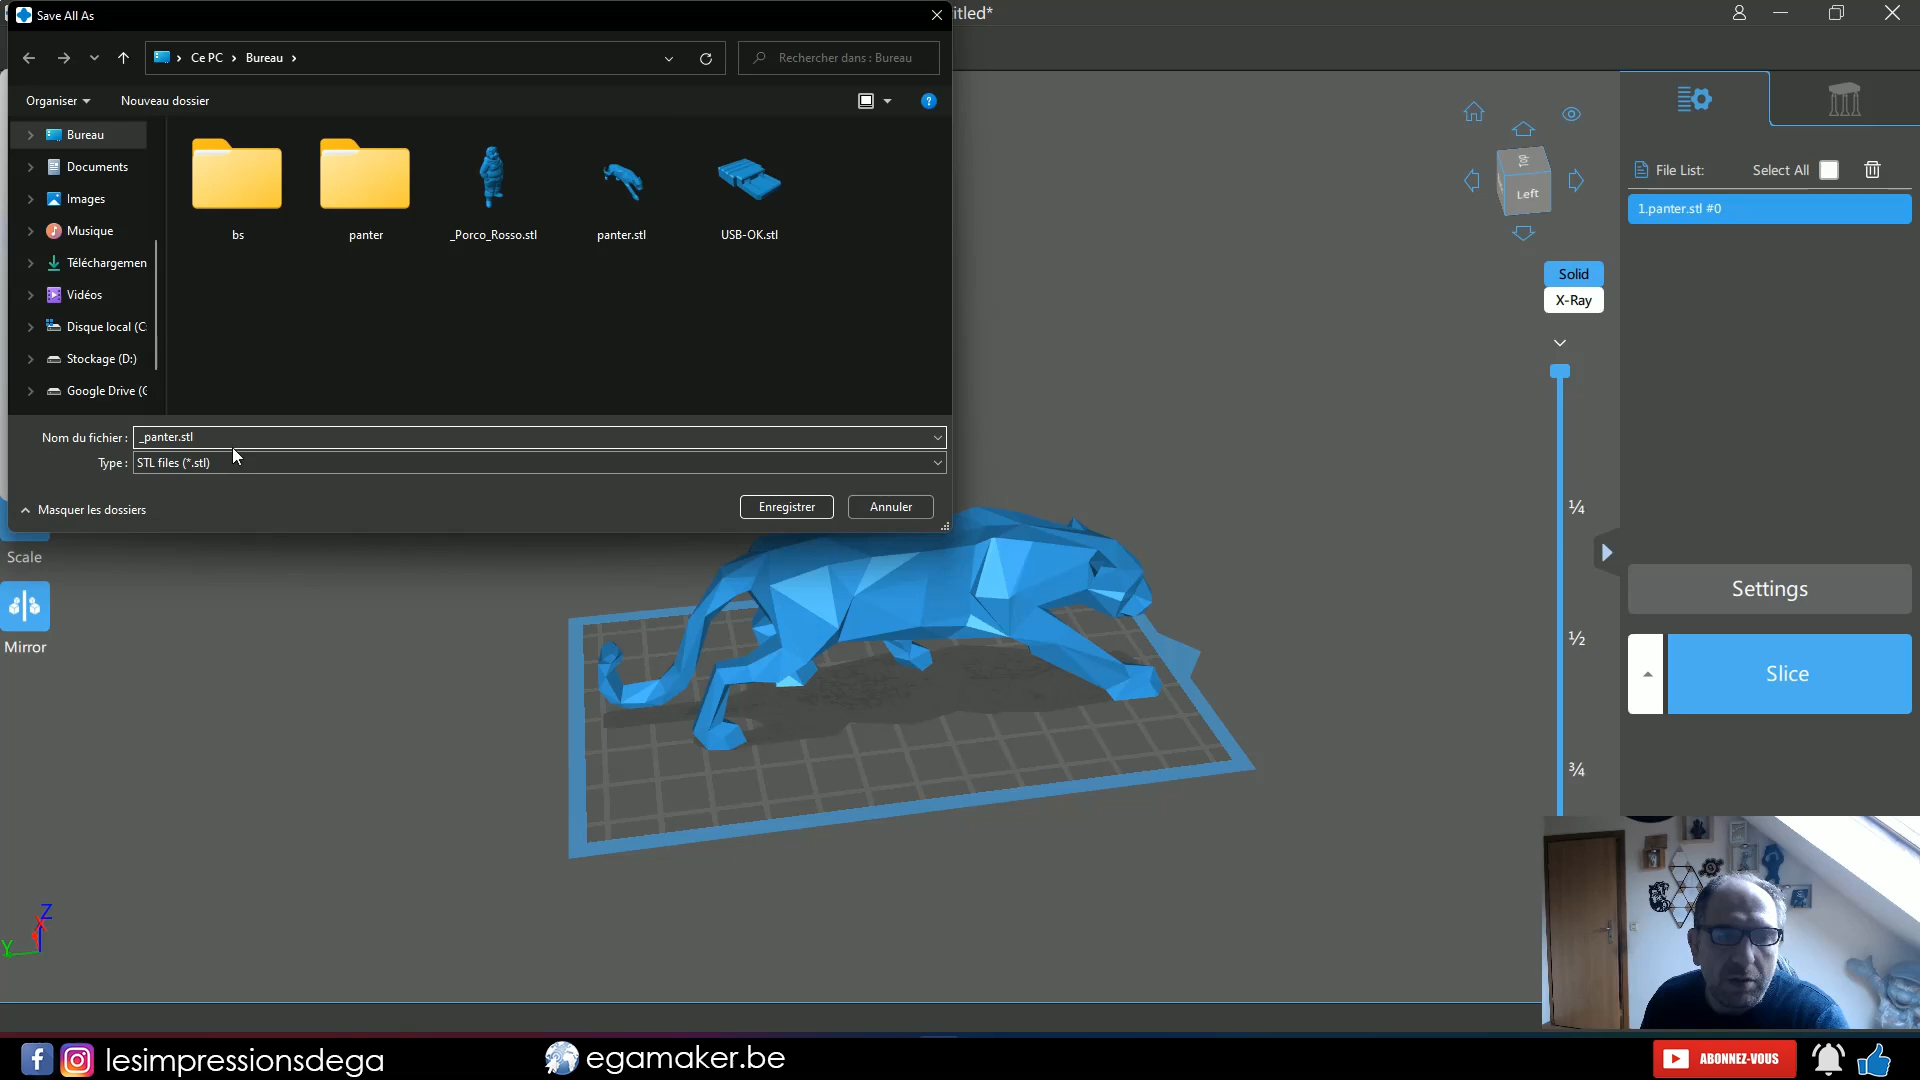 Save All As
itled*
Ce PC
Bureau
Rechercher dans : Bureau
Organiser
Nouveau dossier
Bureau
Documents
Images
Musique
Téléchargemen
Vidéos
Disque local (C:
Stockage (D:)
Google Drive (G
bs
panter
_Porco_Rosso.stl
panter.stl
USB-OK.stl
Nom du fichier :
_panter.stl
Type :
STL files (*.stl)
Masquer les dossiers
Enregistrer
Annuler
Scale
Mirror
Left
Solid
X-Ray
¼
½
¾
File List:
Select All
1.panter.stl #0
Settings
Slice
Z
X
Y
lesimpressionsdega
egamaker.be
ABONNEZ-VOUS